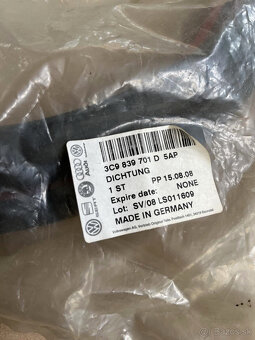 3C9 839 701 D 5AP
DICHTUNG
1 ST PP 15.08.08
Expire date: NONE
Lot: SV/08 LS011609
MADE IN GERMANY
Audi